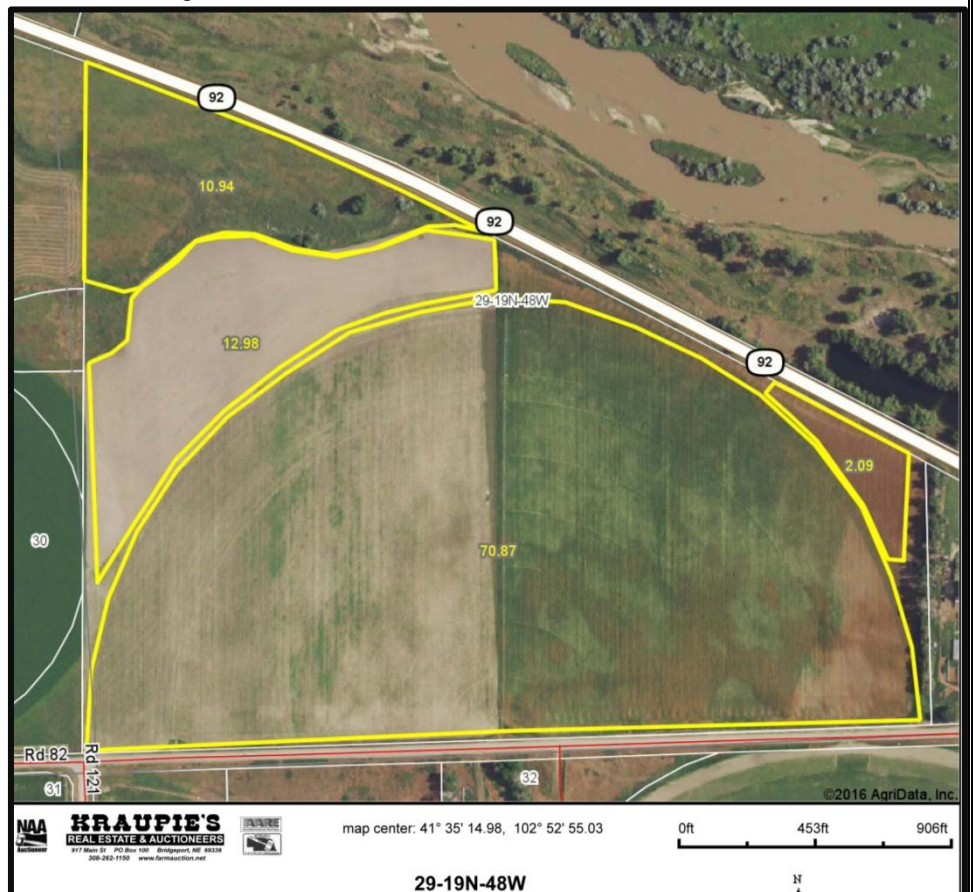 92
10.94
92
29-19N-48W
12.98
92
2.09
30
70.87
Rd 82
Rd 121
31
32
©2016 AgriData, Inc.
NAA
Auctioneer
KRAUPIE'S
REAL ESTATE & AUCTIONEERS
917 Main St PO Box 100 Bridgeport, NE 69336
308-262-1150 www.farmauction.net
map center: 41° 35' 14.98, 102° 52' 55.03
0ft 453ft 906ft
29-19N-48W
N